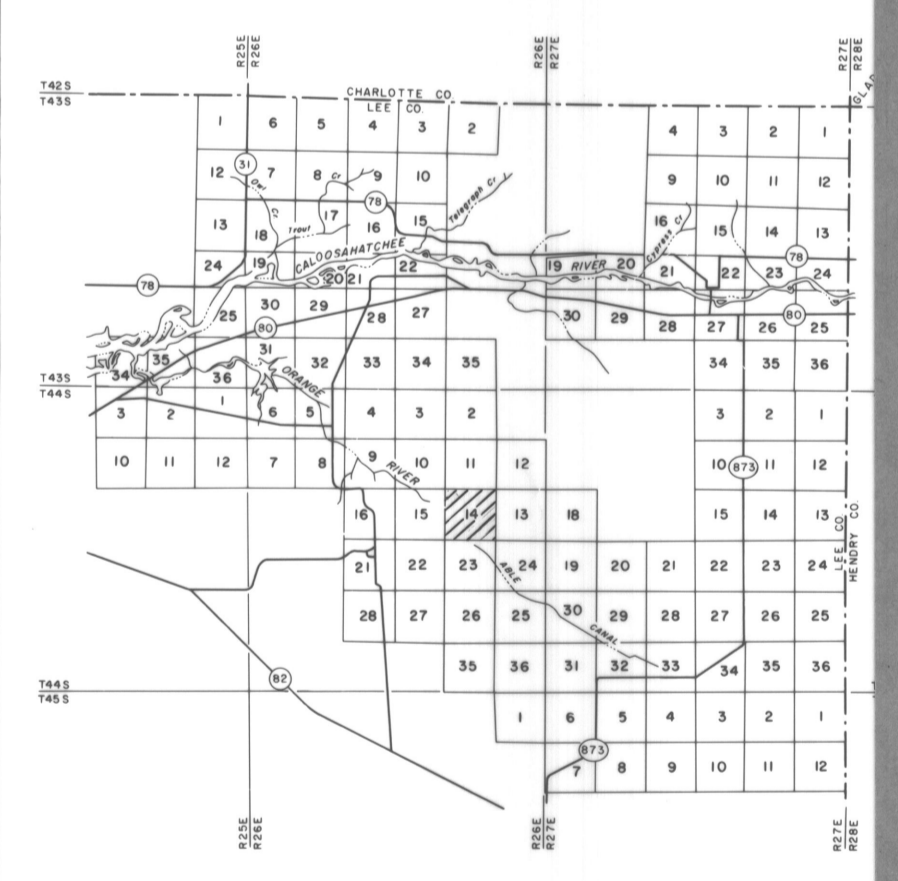 R25E R26E
R26E R27E
R27E R28E
T42S
T43S
CHARLOTTE CO.
LEE CO.
1 6 5 4 3 2 4 3 2 1
12 31 7 8 Cr 9 10 9 10 11 12
Owl Cr
78
Telegraph Cr
13 18 17 16 15 16 15 14 13
Trout
Cypress Cr
CALOOSAHATCHEE
24 19 20 21 22 19 RIVER 20 21 22 23 24
78
78
25 30 29 28 27 30 29 28 27 26 25
80
80
34 35 36 31 32 33 34 35 34 35 36
T43S
T44S
ORANGE
3 2 1 6 5 4 3 2 3 2 1
10 11 12 7 8 9 10 11 12 10 873 11 12
RIVER
16 15 14 13 18 15 14 13
LEE CO.
HENDRY CO.
21 22 23 24 19 20 21 22 23 24
ABLE
28 27 26 25 30 29 28 27 26 25
CANAL
35 36 31 32 33 34 35 36
82
T44S
T45S
1 6 5 4 3 2 1
873
7 8 9 10 11 12
R25E R26E
R26E R27E
R27E R28E